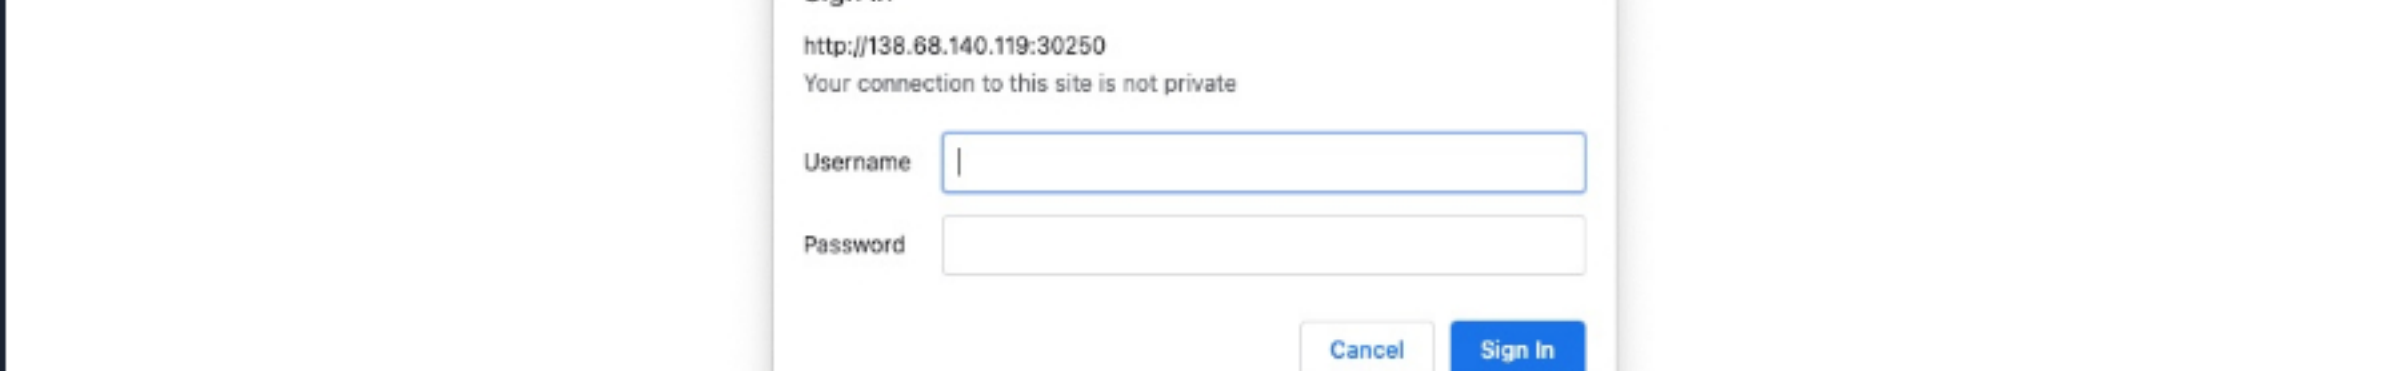 http://138.68.140.119:30250
Your connection to this site is not private
Username
Password
Cancel Sign In